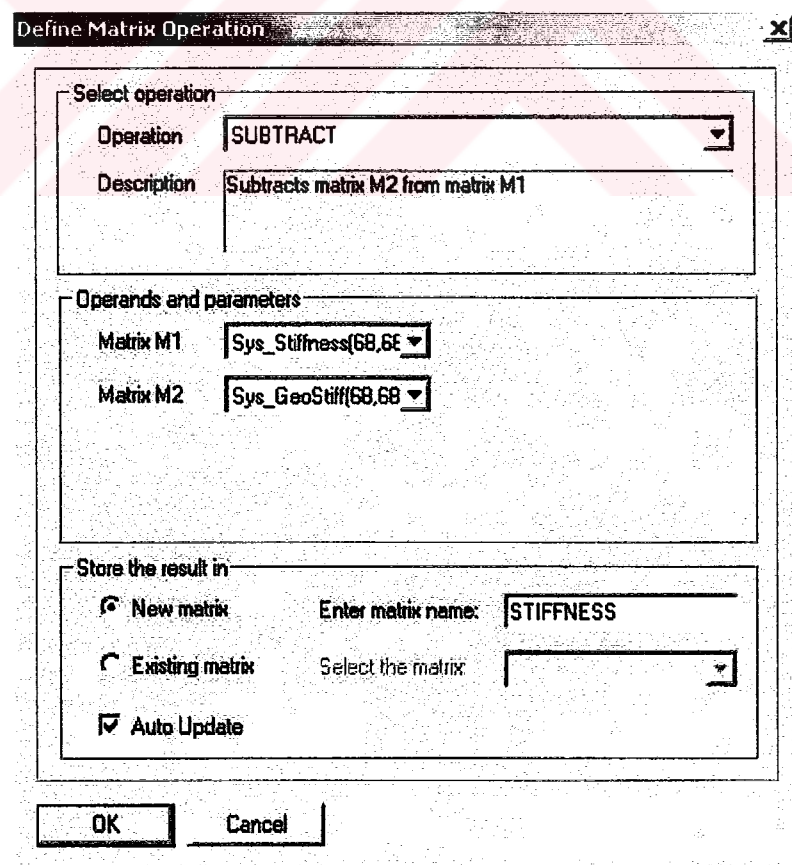 Define Matrix Operation
Select operation
Operation SUBTRACT
Description Subtracts matrix M2 from matrix M1
Operands and parameters
Matrix M1 Sys_Stiffness(68,68
Matrix M2 Sys_GeoStiff(68,68
Store the result in
New matrix Enter matrix name: STIFFNESS
Existing matrix Select the matrix
Auto Update
OK Cancel